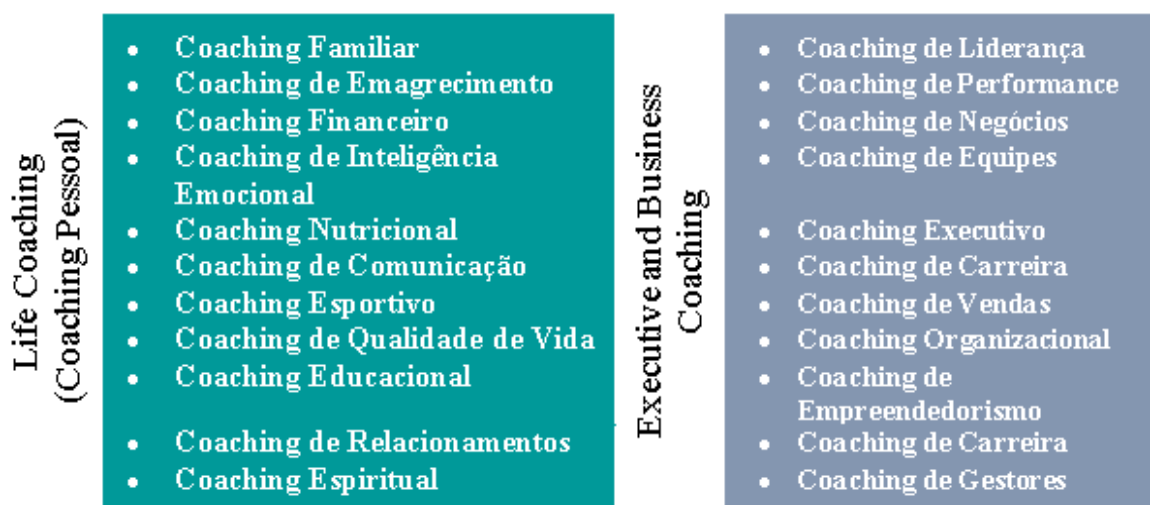 Life Coaching
(Coaching Pessoal)
• Coaching Familiar
• Coaching de Emagrecimento
• Coaching Financeiro
• Coaching de Inteligência
Emocional
• Coaching Nutricional
• Coaching de Comunicação
• Coaching Esportivo
• Coaching de Qualidade de Vida
• Coaching Educacional
• Coaching de Relacionamentos
• Coaching Espiritual
Executive and Business
Coaching
• Coaching de Liderança
• Coaching de Performance
• Coaching de Negócios
• Coaching de Equipes
• Coaching Executivo
• Coaching de Carreira
• Coaching de Vendas
• Coaching Organizacional
• Coaching de
Empreendedorismo
• Coaching de Carreira
• Coaching de Gestores